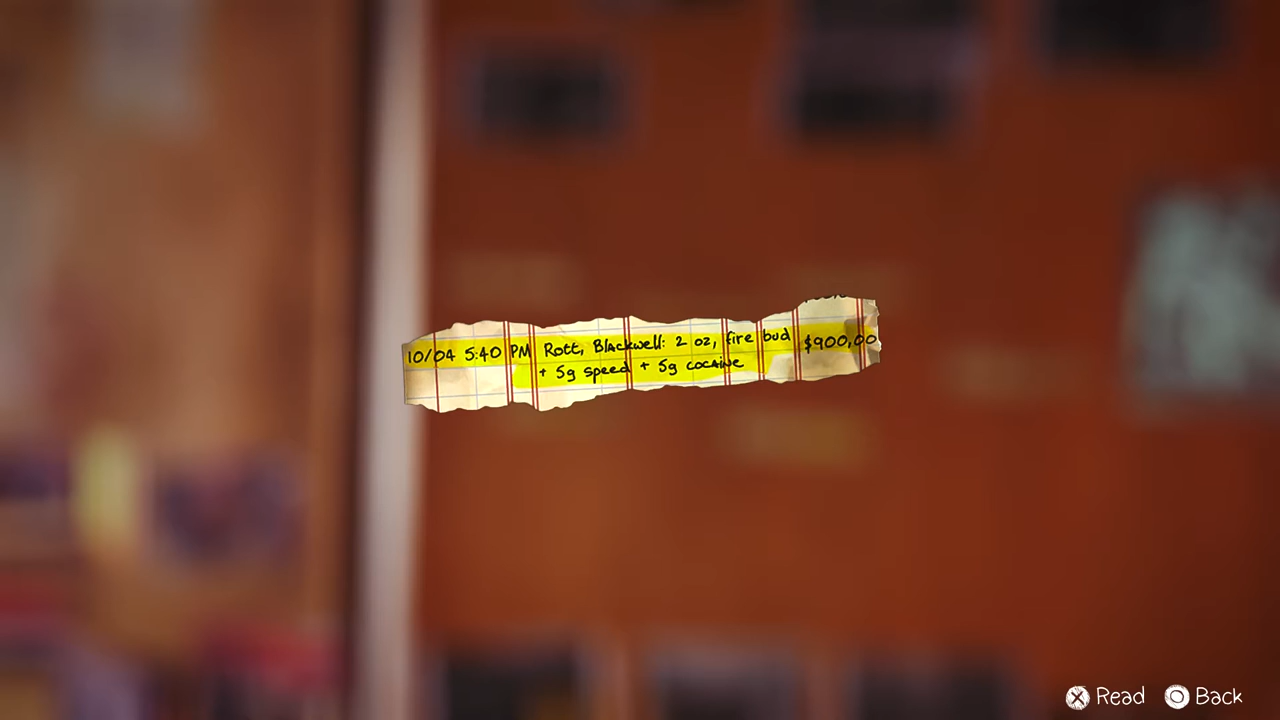 10/04 5:40 PM Rott, Blackwell: 2 oz, fire bud $900,00
+ 5g speed + 5g cocaine
Read Back